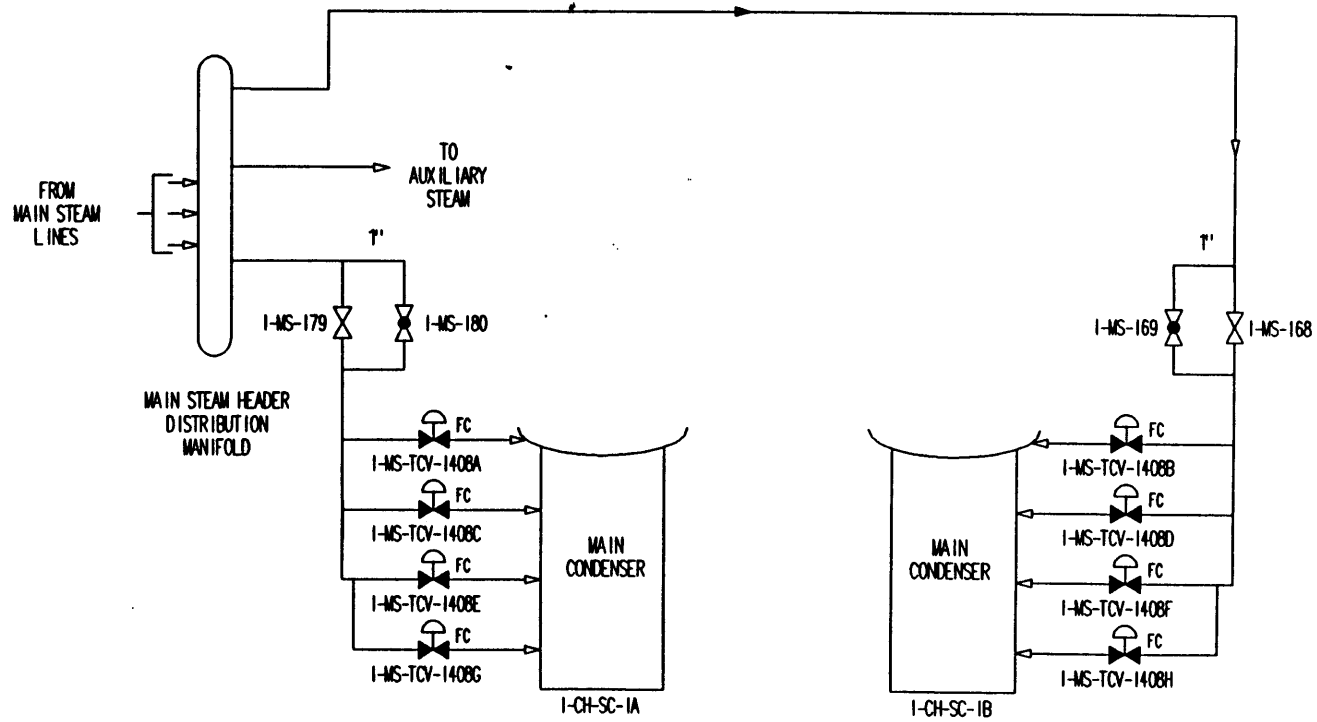 TO
AUXILIARY
STEAM
FROM
MAIN STEAM
LINES
1"
1"
1-MS-179
1-MS-180
1-MS-169
1-MS-168
MAIN STEAM HEADER
DISTRIBUTION
MANIFOLD
FC
1-MS-TCV-1408A
FC
1-MS-TCV-1408C
FC
1-MS-TCV-1408E
FC
1-MS-TCV-1408G
MAIN
CONDENSER
1-CH-SC-1A
FC
1-MS-TCV-1408B
FC
1-MS-TCV-1408D
FC
1-MS-TCV-1408F
FC
1-MS-TCV-1408H
MAIN
CONDENSER
1-CH-SC-1B